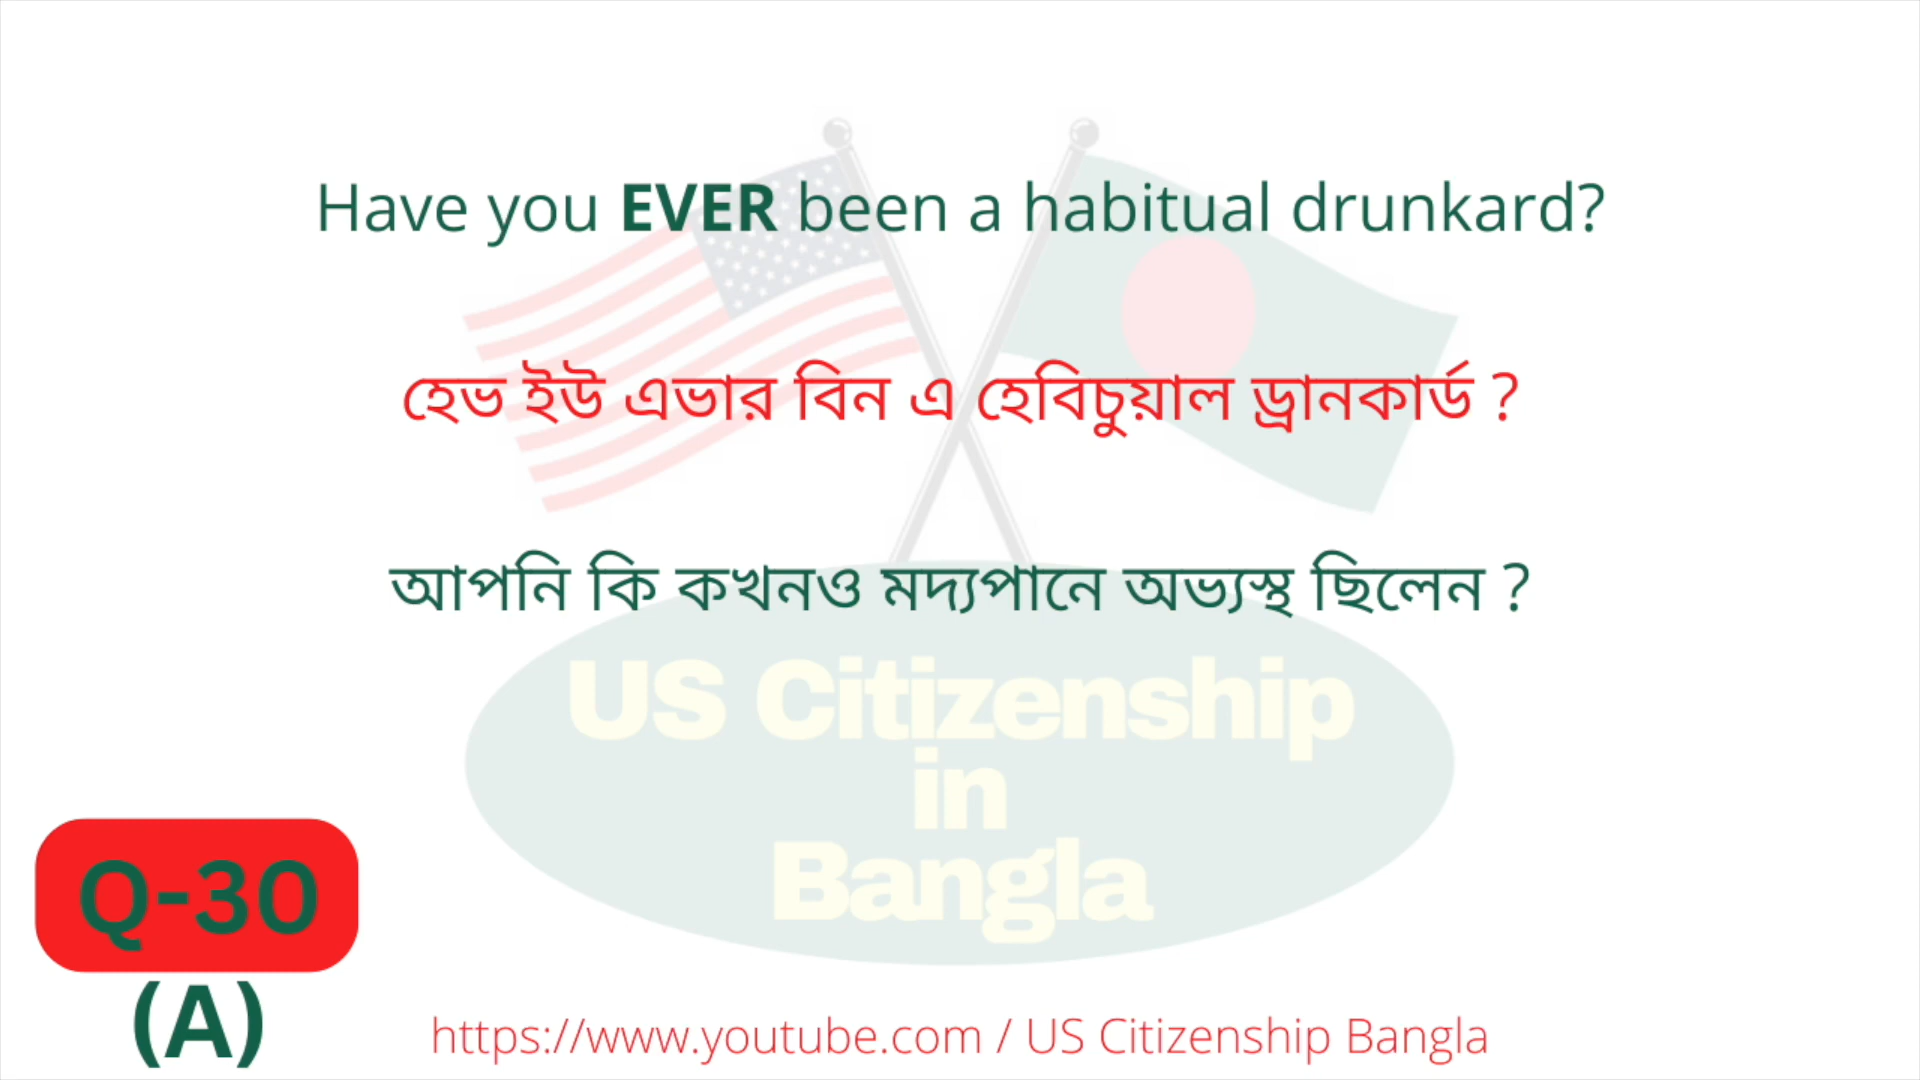 Have you EVER been a habitual drunkard?
হেভ ইউ এভার বিন এ হেবিচুয়াল ড্রানকার্ড ?
আপনি কি কখনও মদ্যপানে অভ্যস্থ ছিলেন ?
US Citizenship
in
Bangla
Q-30
(A)
https://www.youtube.com / US Citizenship Bangla